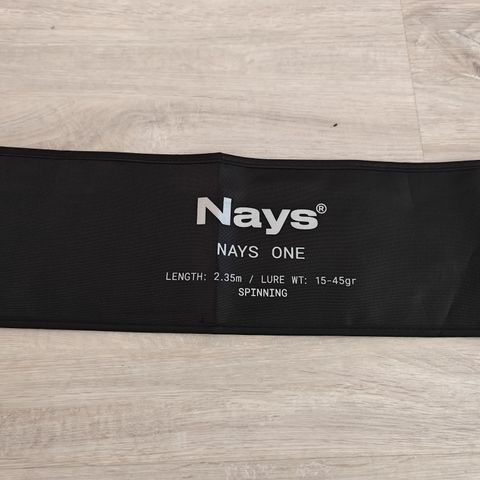 Nays®
NAYS ONE
LENGTH: 2.35m / LURE WT: 15-45gr
SPINNING